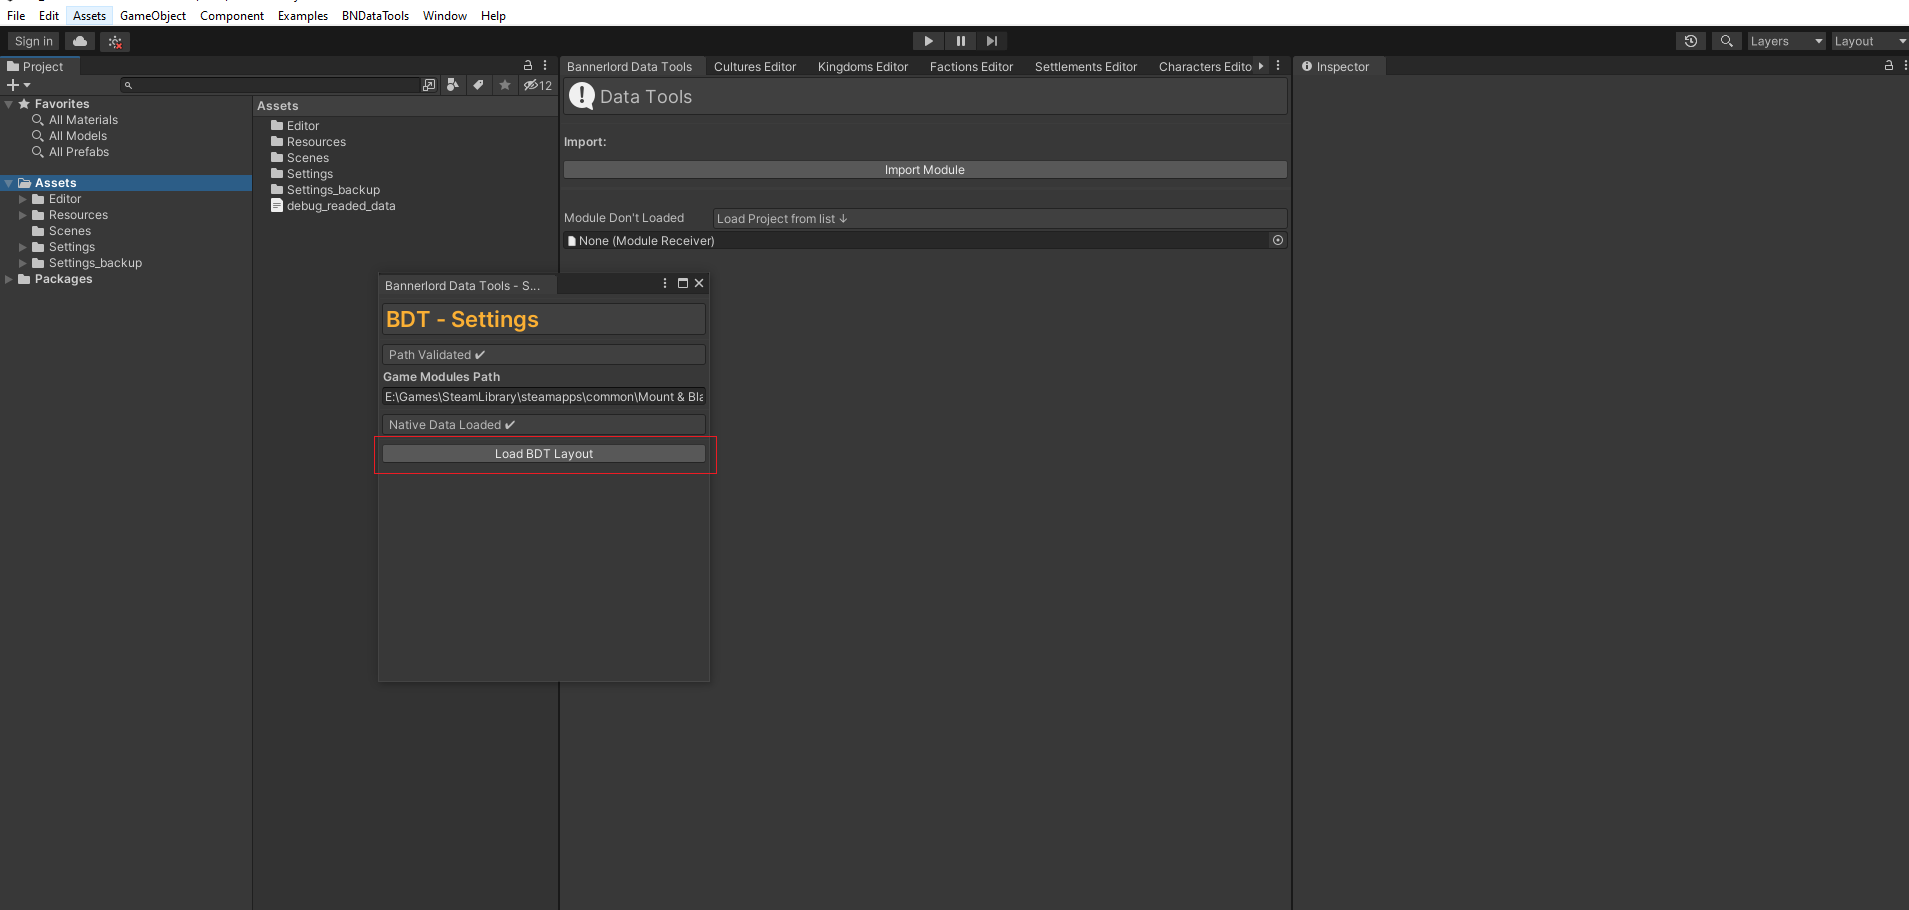 File Edit Assets GameObject Component Examples BNDataTools Window Help
Sign in
Layers
Layout
Project
12
Favorites
All Materials
All Models
All Prefabs
Assets
Editor
Resources
Scenes
Settings
Settings_backup
Packages
Assets
Editor
Resources
Scenes
Settings
Settings_backup
debug_readed_data
Bannerlord Data Tools Cultures Editor Kingdoms Editor Factions Editor Settlements Editor Characters Edito
Data Tools
Import:
Import Module
Module Don't Loaded Load Project from list ↓
None (Module Receiver)
Bannerlord Data Tools - S...
BDT - Settings
Path Validated ✔
Game Modules Path
E:\Games\SteamLibrary\steamapps\common\Mount & Bla
Native Data Loaded ✔
Load BDT Layout
Inspector